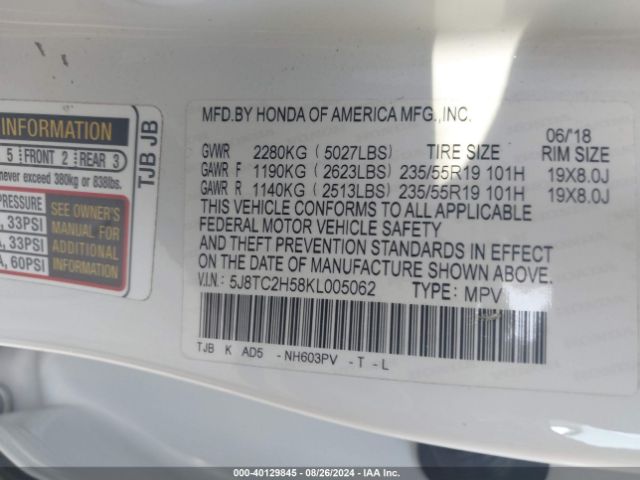 INFORMATION
5 FRONT 2 REAR 3
never exceed 380kg or 838lbs.
PRESSURE
, 33PSI
A, 33PSI
A, 60PSI
SEE OWNER'S
MANUAL FOR
ADDITIONAL
INFORMATION
TJB JB
MFD.BY HONDA OF AMERICA MFG.,INC.
06/'18
GVWR 2280KG (5027LBS) TIRE SIZE RIM SIZE
GAWR F 1190KG (2623LBS) 235/55R19 101H 19X8.0J
GAWR R 1140KG (2513LBS) 235/55R19 101H 19X8.0J
THIS VEHICLE CONFORMS TO ALL APPLICABLE
FEDERAL MOTOR VEHICLE SAFETY
AND THEFT PREVENTION STANDARDS IN EFFECT
ON THE DATE OF MANUFACTURE SHOWN ABOVE.
V.I.N: 5J8TC2H58KL005062 TYPE: MPV
TJB K AD5 -NH603PV -T-L
000-40129845 - 08/26/2024 - IAAI.COM